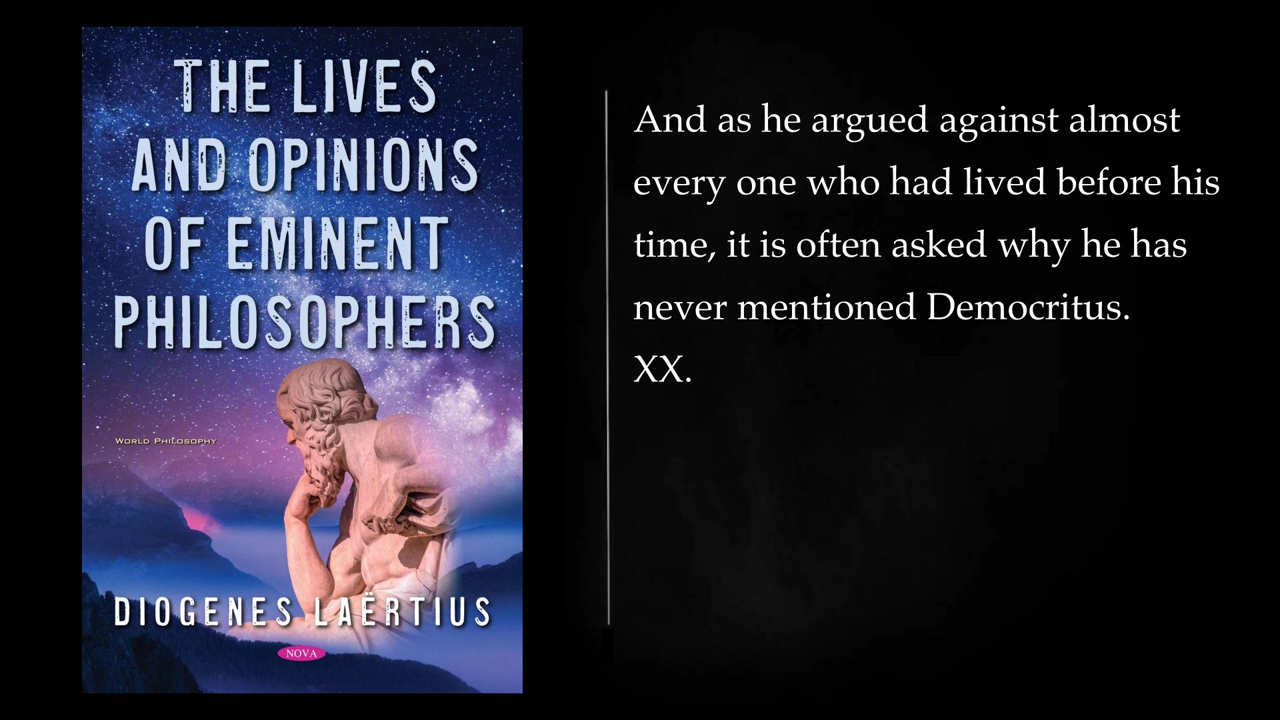 THE LIVES
AND OPINIONS
OF EMINENT
PHILOSOPHERS
WORLD PHILOSOPHY
DIOGENES LAËRTIUS
NOVA
And as he argued against almost
every one who had lived before his
time, it is often asked why he has
never mentioned Democritus.
XX.